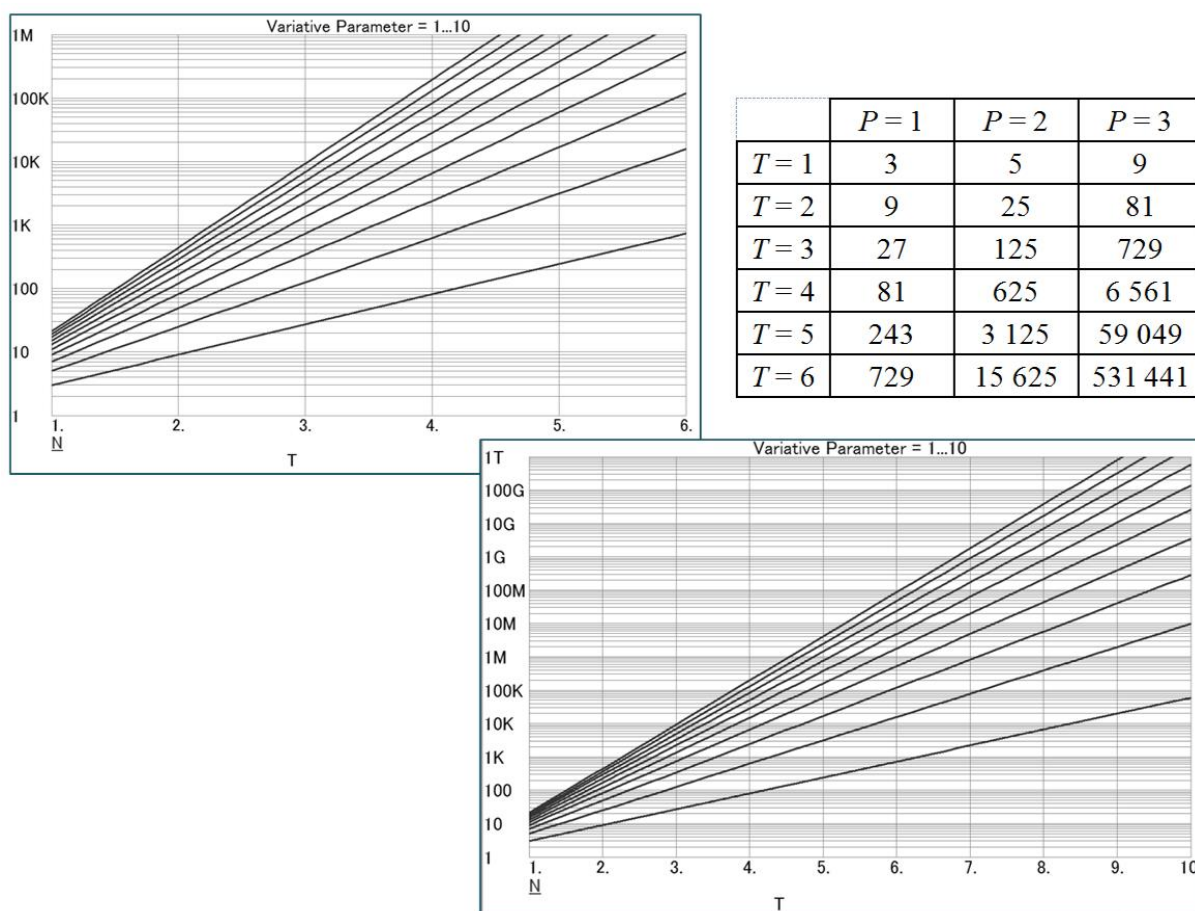 Variative Parameter = 1...10
1M
100K
10K
1K
100
10
1
1. 2. 3. 4. 5. 6.
N
T
P = 1 P = 2 P = 3
T = 1 3 5 9
T = 2 9 25 81
T = 3 27 125 729
T = 4 81 625 6 561
T = 5 243 3 125 59 049
T = 6 729 15 625 531 441
Variative Parameter = 1...10
1T
100G
10G
1G
100M
10M
1M
100K
10K
1K
100
10
1
1. 2. 3. 4. 5. 6. 7. 8. 9. 10
N
T